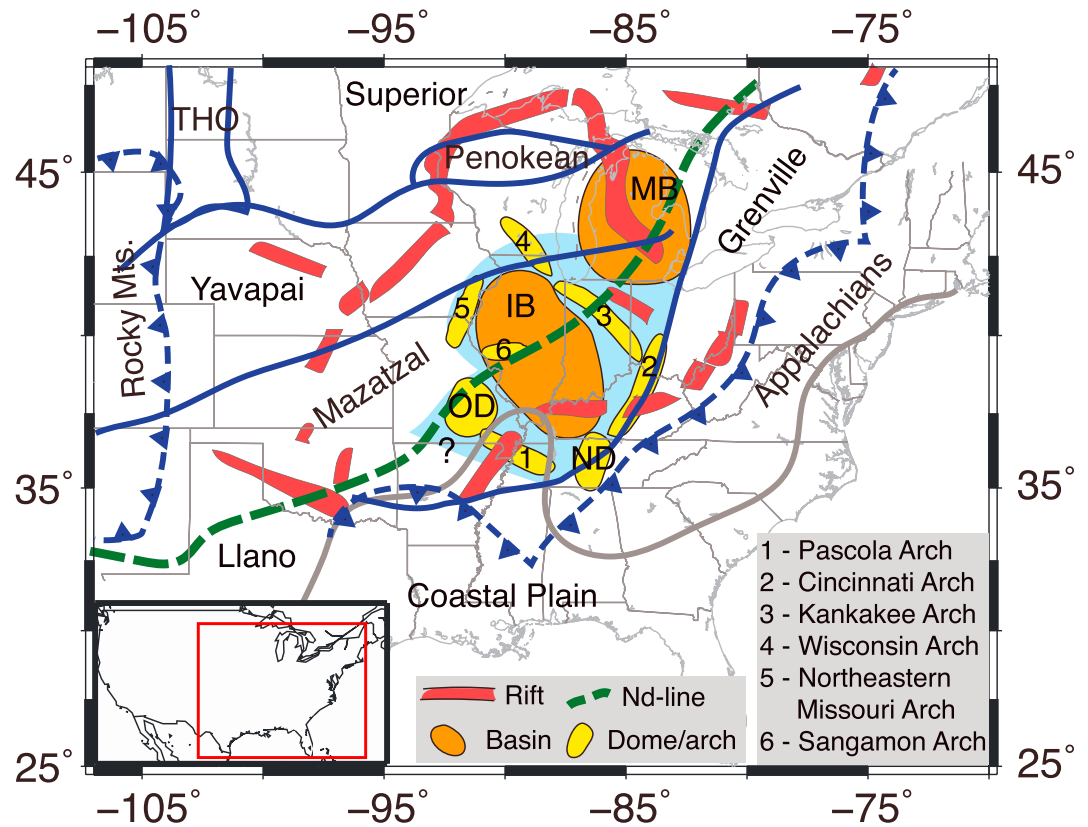 −105° −95° −85° −75°
Superior
THO
Penokean
45° 45°
MB
Grenville
4
Rocky Mts.
Yavapai
IB
5
3
Appalachians
6
2
Mazatzal
OD
?
1
ND
35° 35°
Llano
Coastal Plain
1 - Pascola Arch
2 - Cincinnati Arch
3 - Kankakee Arch
4 - Wisconsin Arch
5 - Northeastern
Missouri Arch
6 - Sangamon Arch
Rift
Nd-line
Basin
Dome/arch
25° 25°
−105° −95° −85° −75°